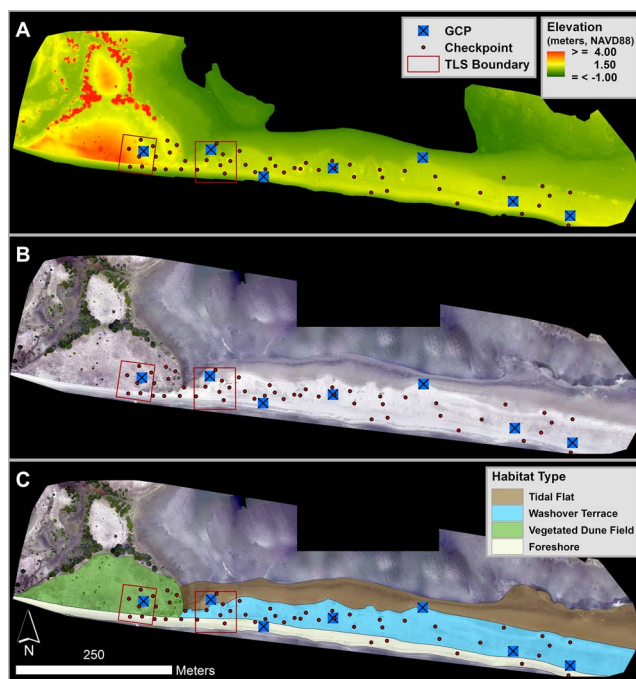 A
GCP
Checkpoint
TLS Boundary
Elevation
(meters, NAVD88)
> = 4.00
1.50
= < -1.00
B
C
Habitat Type
Tidal Flat
Washover Terrace
Vegetated Dune Field
Foreshore
N
250
Meters